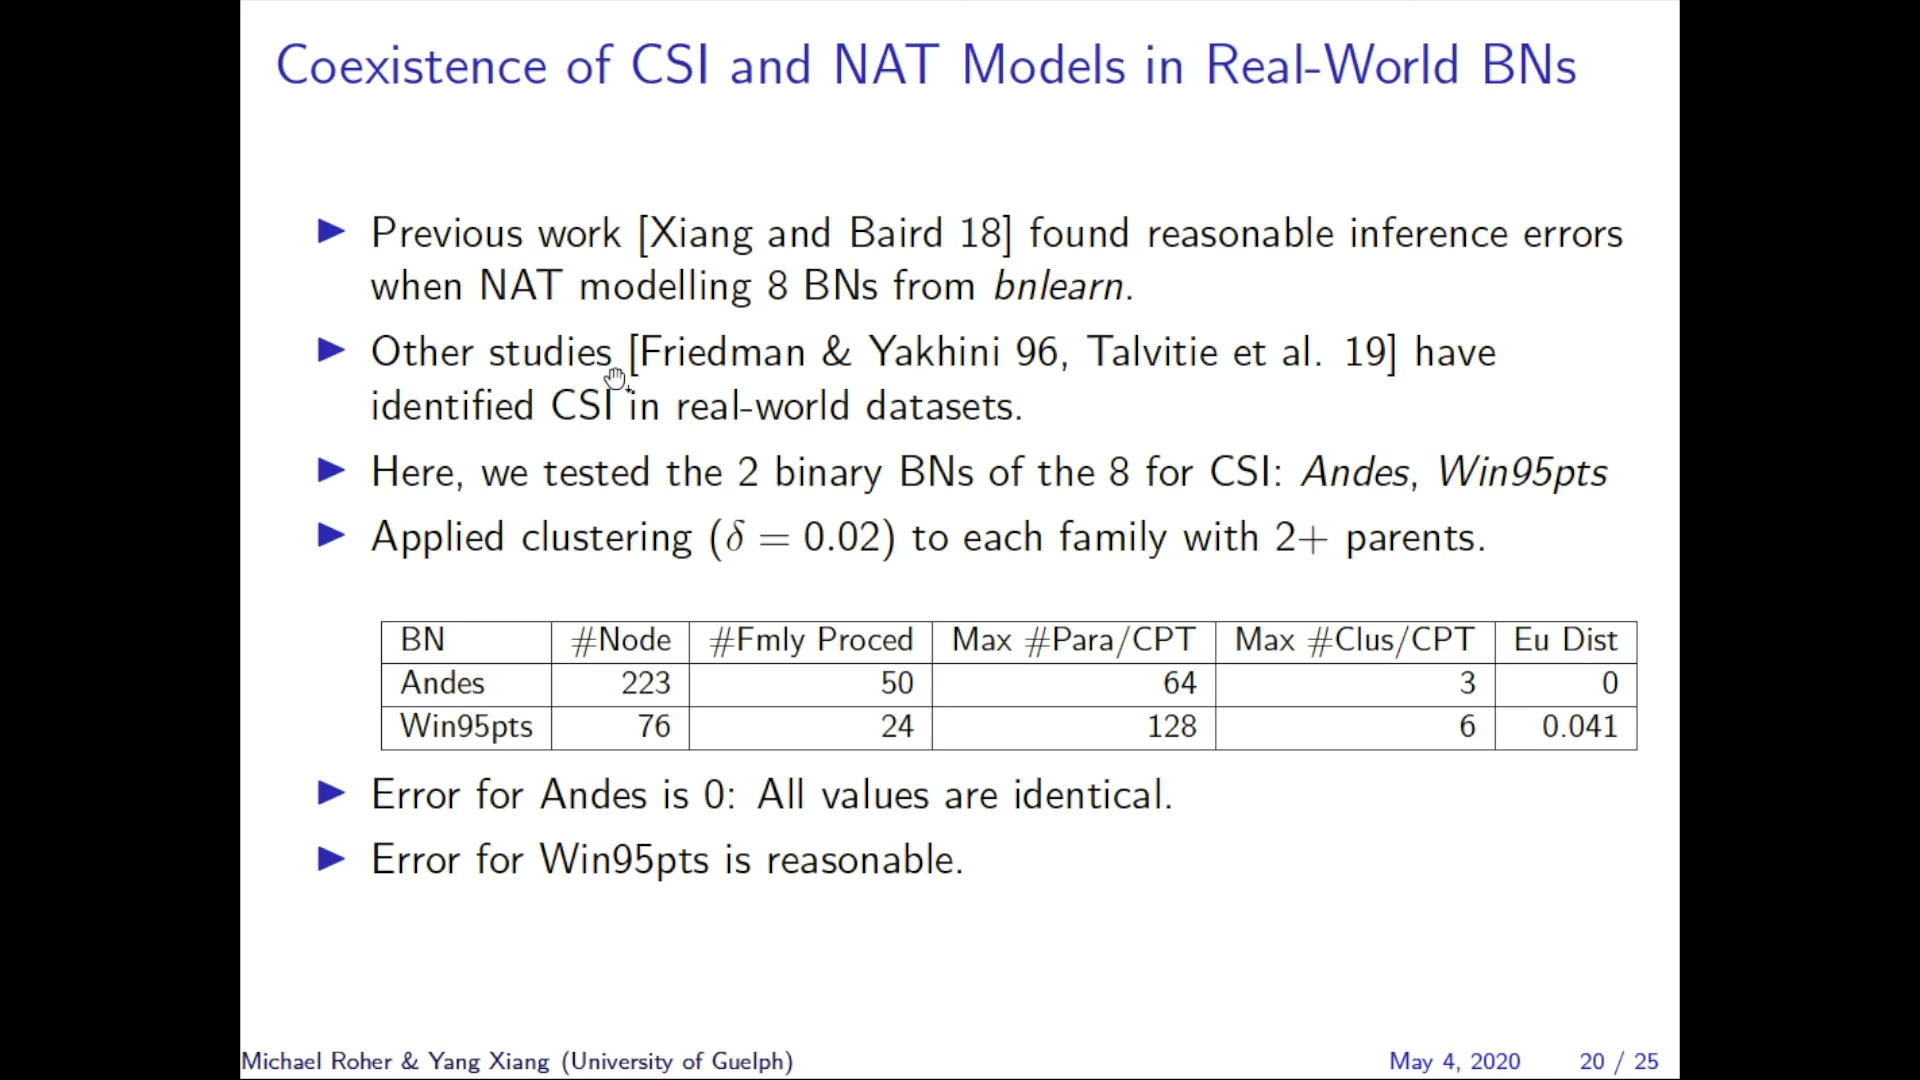 Coexistence of CSI and NAT Models in Real-World BNs
▶ Previous work [Xiang and Baird 18] found reasonable inference errors
when NAT modelling 8 BNs from bnlearn.
▶ Other studies [Friedman & Yakhini 96, Talvitie et al. 19] have
identified CSI in real-world datasets.
▶ Here, we tested the 2 binary BNs of the 8 for CSI: Andes, Win95pts
▶ Applied clustering (δ = 0.02) to each family with 2+ parents.
BN #Node #Fmly Proced Max #Para/CPT Max #Clus/CPT Eu Dist
Andes 223 50 64 3 0
Win95pts 76 24 128 6 0.041
▶ Error for Andes is 0: All values are identical.
▶ Error for Win95pts is reasonable.
Michael Roher & Yang Xiang (University of Guelph) May 4, 2020 20 / 25